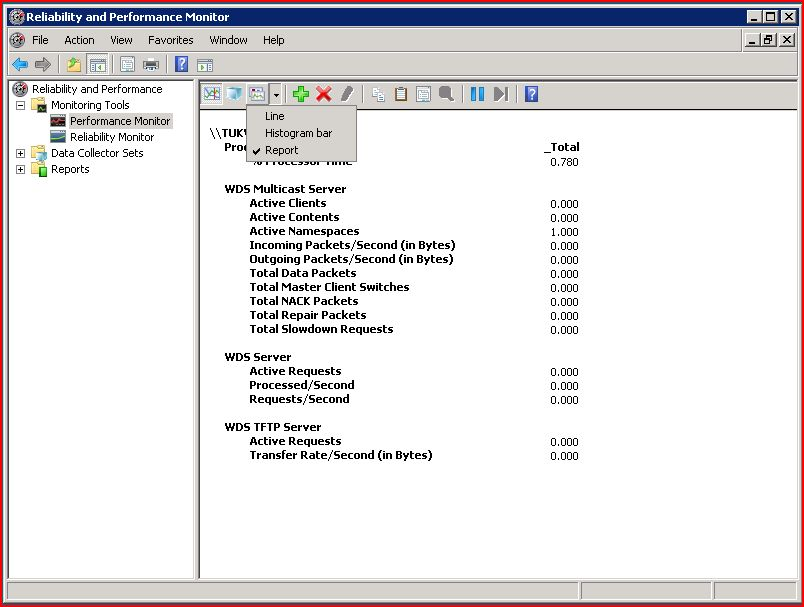 Reliability and Performance Monitor
File Action View Favorites Window Help
Reliability and Performance
Monitoring Tools
Performance Monitor
Reliability Monitor
Data Collector Sets
Reports
Line
Histogram bar
Report
\\TUK
_Total
% Processor Time 0.780
WDS Multicast Server
Active Clients 0.000
Active Contents 0.000
Active Namespaces 1.000
Incoming Packets/Second (in Bytes) 0.000
Outgoing Packets/Second (in Bytes) 0.000
Total Data Packets 0.000
Total Master Client Switches 0.000
Total NACK Packets 0.000
Total Repair Packets 0.000
Total Slowdown Requests 0.000
WDS Server
Active Requests 0.000
Processed/Second 0.000
Requests/Second 0.000
WDS TFTP Server
Active Requests 0.000
Transfer Rate/Second (in Bytes) 0.000